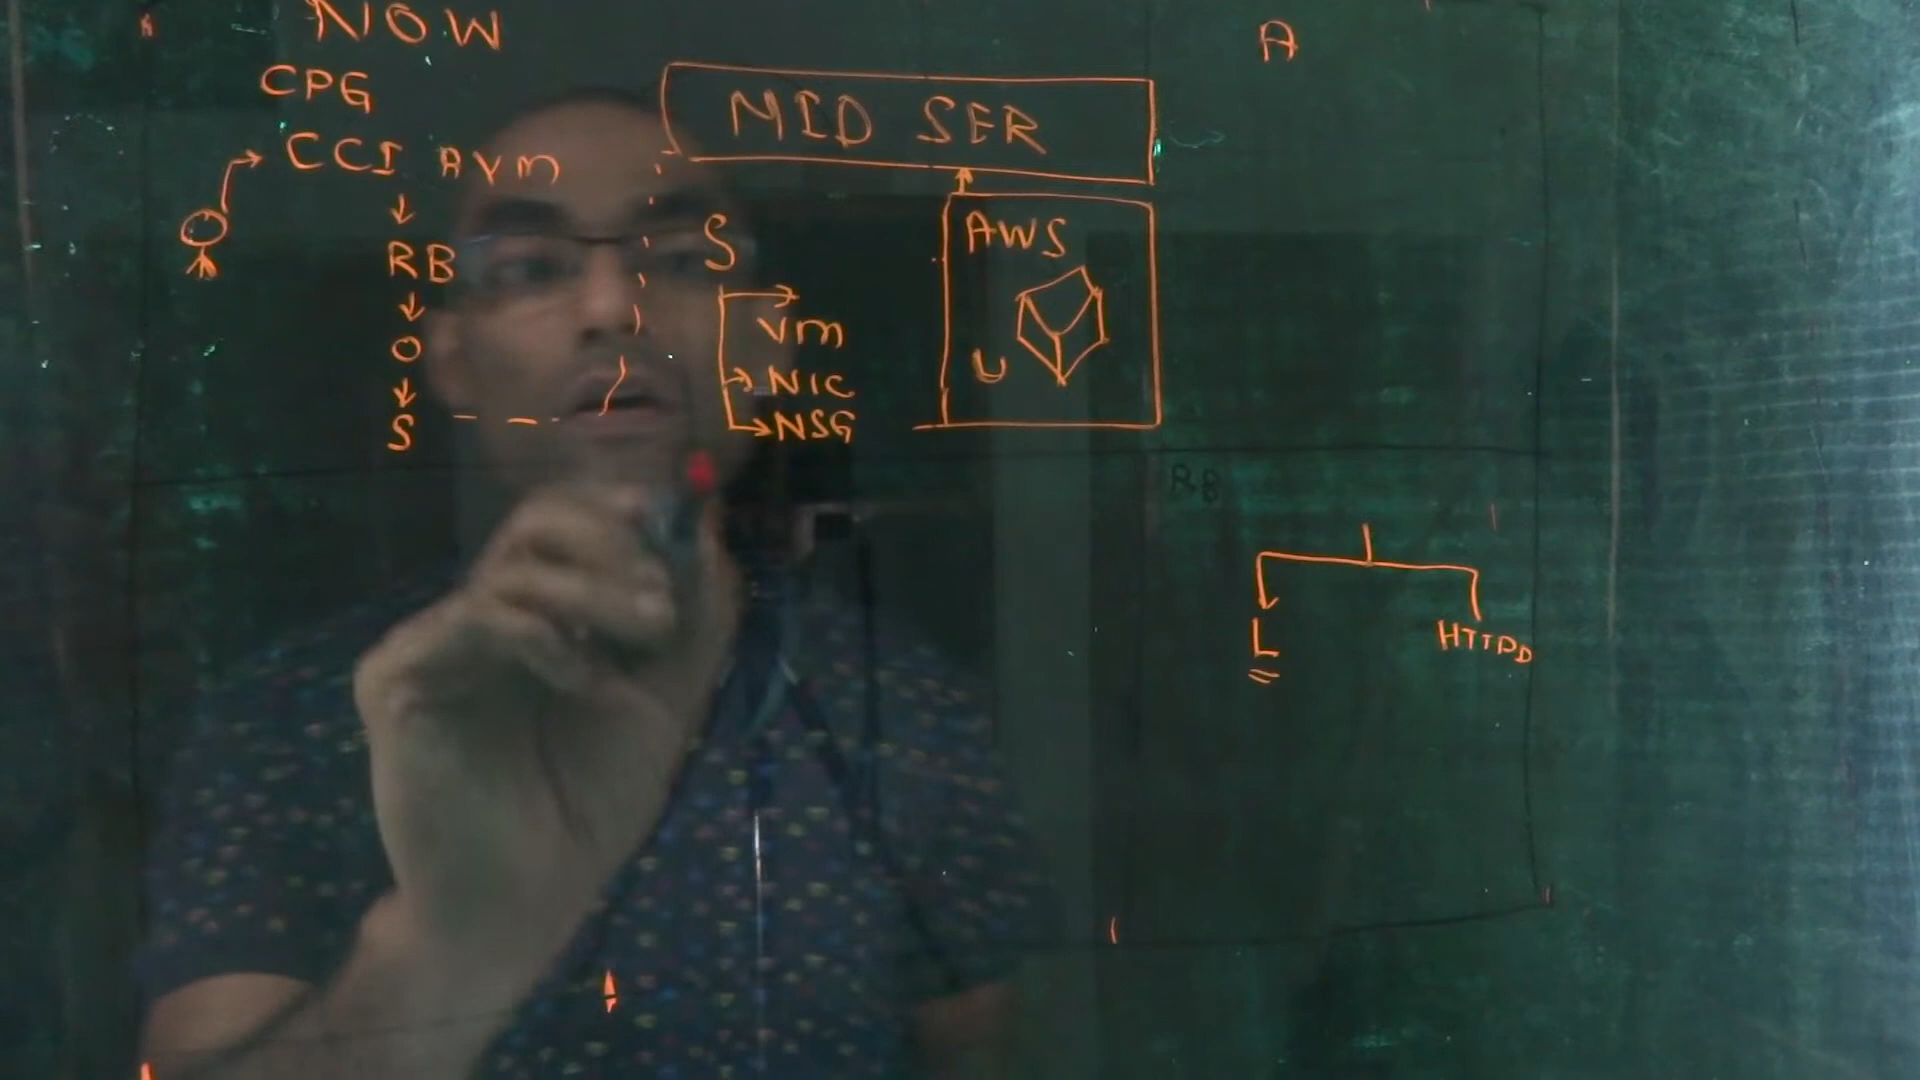 NOW
CPG
CCI AVM
RB
O
S
MID SER
S
VM
NIC
NSG
AWS
U
A
RB
L
HTTPD